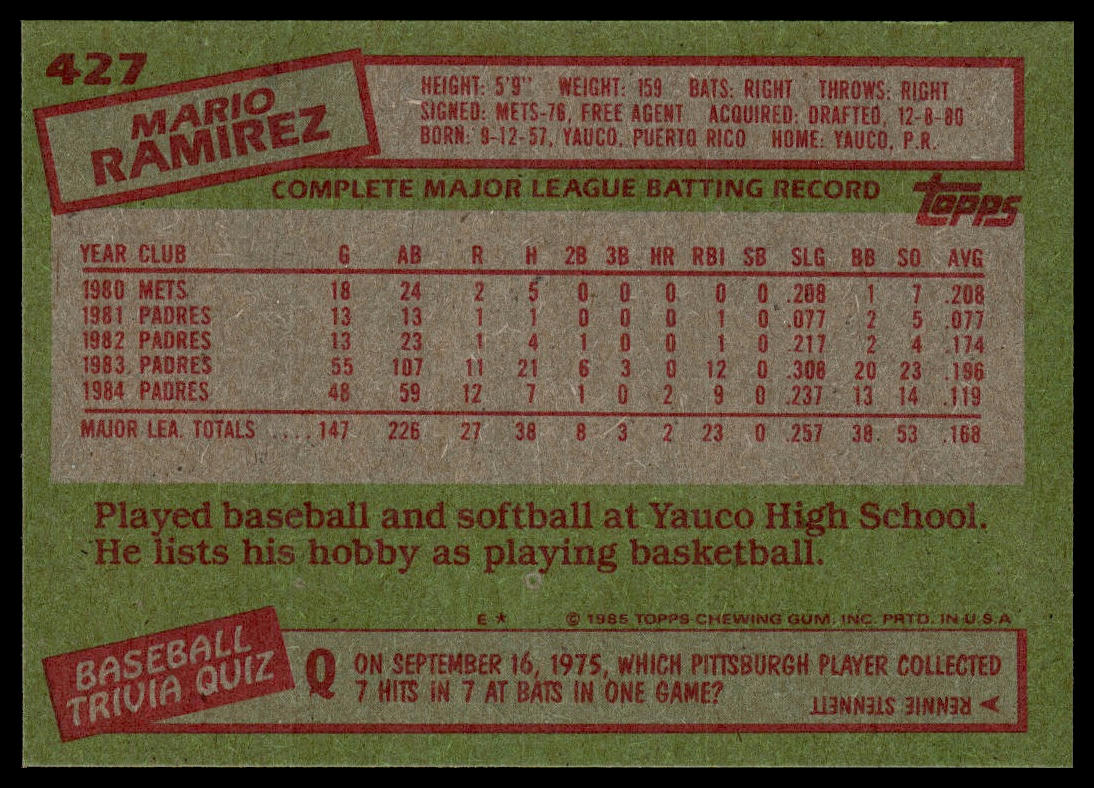 427
MARIO
RAMIREZ
HEIGHT: 5'9" WEIGHT: 159 BATS: RIGHT THROWS: RIGHT
SIGNED: METS-76, FREE AGENT ACQUIRED: DRAFTED, 12-8-80
BORN: 9-12-57, YAUCO, PUERTO RICO HOME: YAUCO, P.R.
COMPLETE MAJOR LEAGUE BATTING RECORD
Topps
YEAR CLUB G AB R H 2B 3B HR RBI SB SLG BB SO AVG
1980 METS 18 24 2 5 0 0 0 0 0 .208 1 7 .208
1981 PADRES 13 13 1 1 0 0 0 1 0 .077 2 5 .077
1982 PADRES 13 23 1 4 1 0 0 1 0 .217 2 4 .174
1983 PADRES 55 107 11 21 6 3 0 12 0 .308 20 23 .196
1984 PADRES 48 59 12 7 1 0 2 9 0 .237 13 14 .119
MAJOR LEA. TOTALS .... 147 226 27 38 8 3 2 23 0 .257 38 53 .168
Played baseball and softball at Yauco High School.
He lists his hobby as playing basketball.
E * © 1985 TOPPS CHEWING GUM, INC. PRTD. IN U.S.A
BASEBALL
TRIVIA QUIZ
Q ON SEPTEMBER 16, 1975, WHICH PITTSBURGH PLAYER COLLECTED
7 HITS IN 7 AT BATS IN ONE GAME?
RENNIE STENNETT